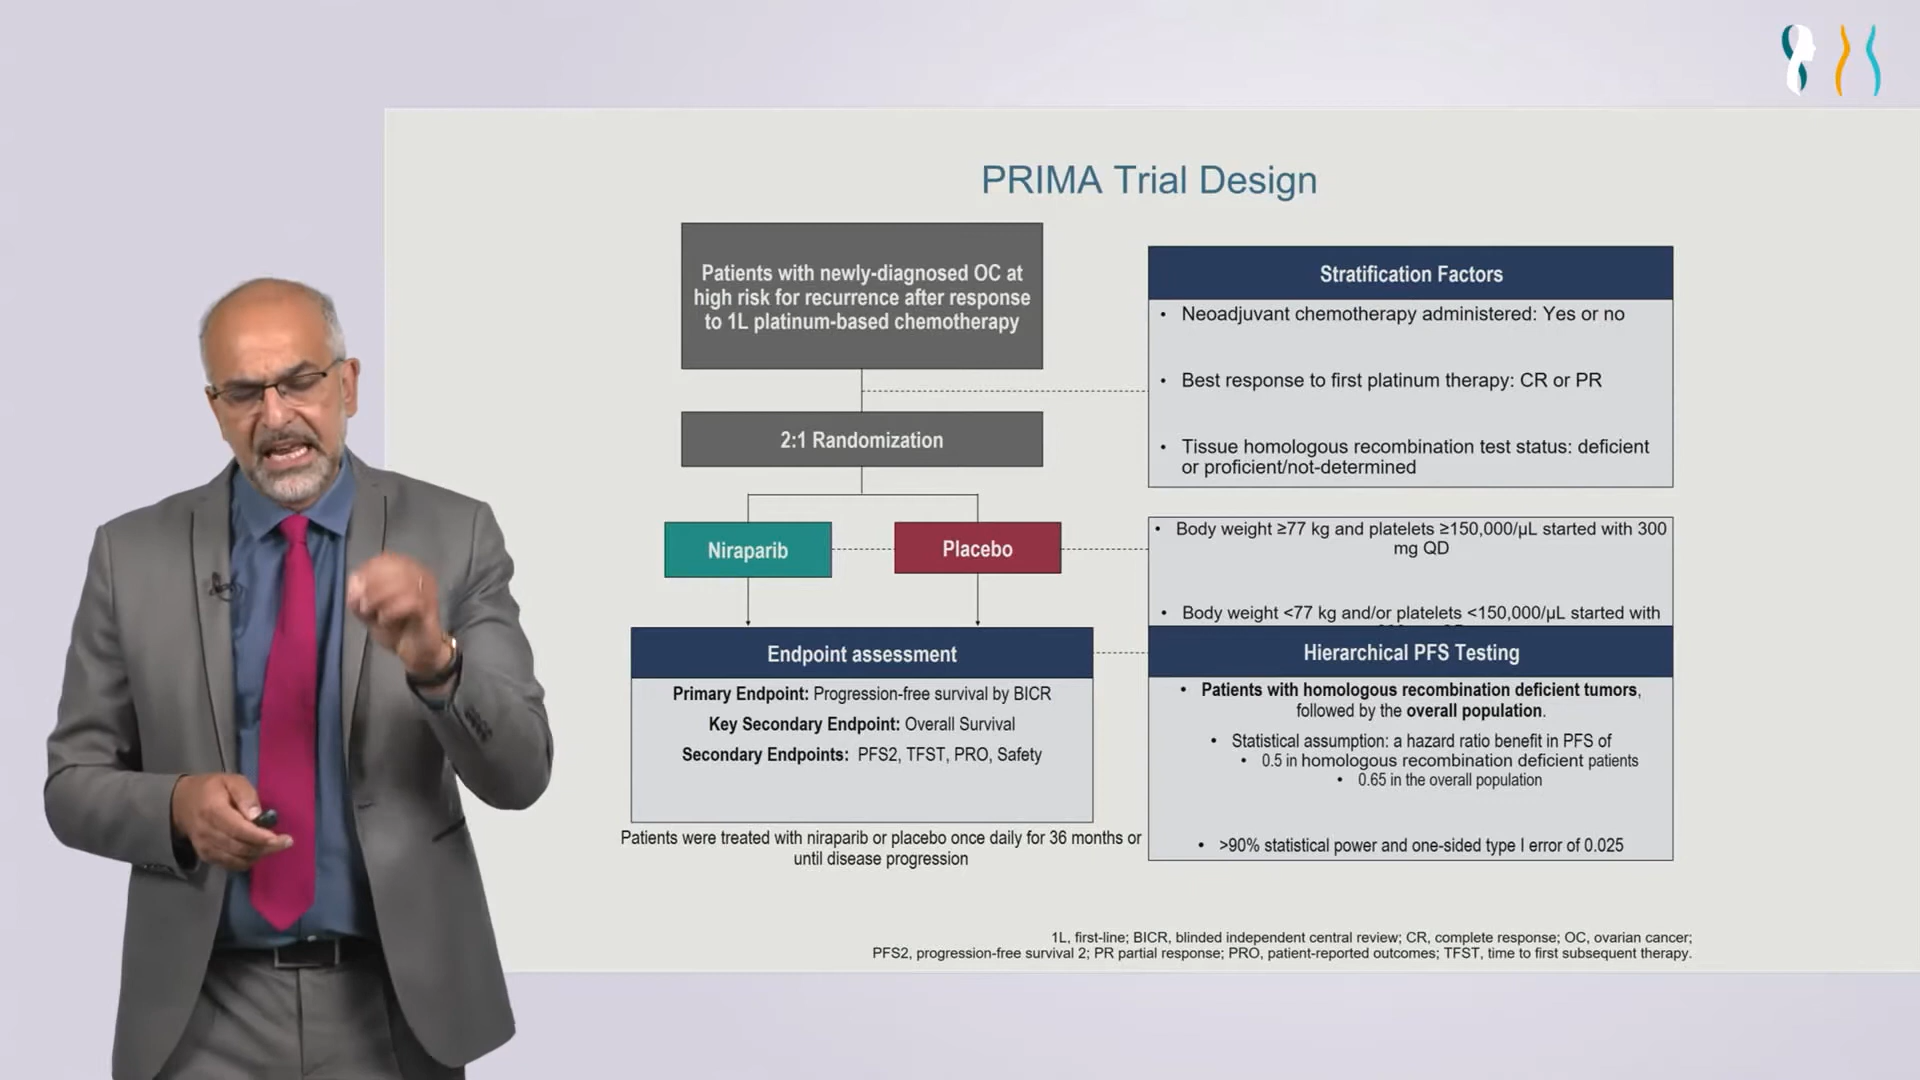 PRIMA Trial Design
Patients with newly-diagnosed OC at
high risk for recurrence after response
to 1L platinum-based chemotherapy
2:1 Randomization
Niraparib
Placebo
Endpoint assessment
Primary Endpoint: Progression-free survival by BICR
Key Secondary Endpoint: Overall Survival
Secondary Endpoints: PFS2, TFST, PRO, Safety
Patients were treated with niraparib or placebo once daily for 36 months or
until disease progression
Stratification Factors
• Neoadjuvant chemotherapy administered: Yes or no
• Best response to first platinum therapy: CR or PR
• Tissue homologous recombination test status: deficient
or proficient/not-determined
• Body weight ≥77 kg and platelets ≥150,000/μL started with 300
mg QD
• Body weight <77 kg and/or platelets <150,000/μL started with
Hierarchical PFS Testing
• Patients with homologous recombination deficient tumors,
followed by the overall population.
• Statistical assumption: a hazard ratio benefit in PFS of
• 0.5 in homologous recombination deficient patients
• 0.65 in the overall population
• >90% statistical power and one-sided type I error of 0.025
1L, first-line; BICR, blinded independent central review; CR, complete response; OC, ovarian cancer;
PFS2, progression-free survival 2; PR partial response; PRO, patient-reported outcomes; TFST, time to first subsequent therapy.